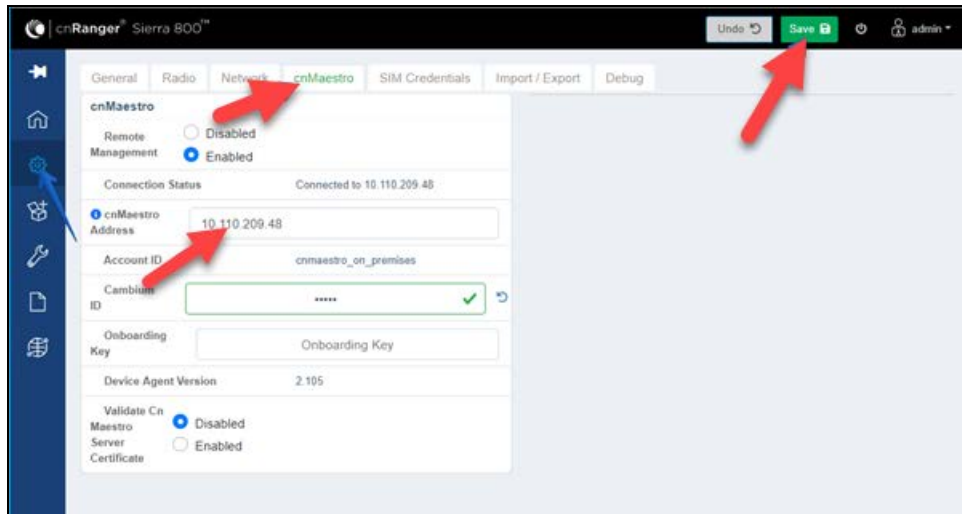 cnRanger® Sierra 800™
Undo
Save
admin
General Radio Network cnMaestro SIM Credentials Import / Export Debug
cnMaestro
Remote Management
Disabled
Enabled
Connection Status Connected to 10.110.209.48
cnMaestro Address
10.110.209.48
Account ID cnmaestro_on_premises
Cambium ID
•••••
Onboarding Key
Onboarding Key
Device Agent Version 2.105
Validate Cn Maestro Server Certificate
Disabled
Enabled